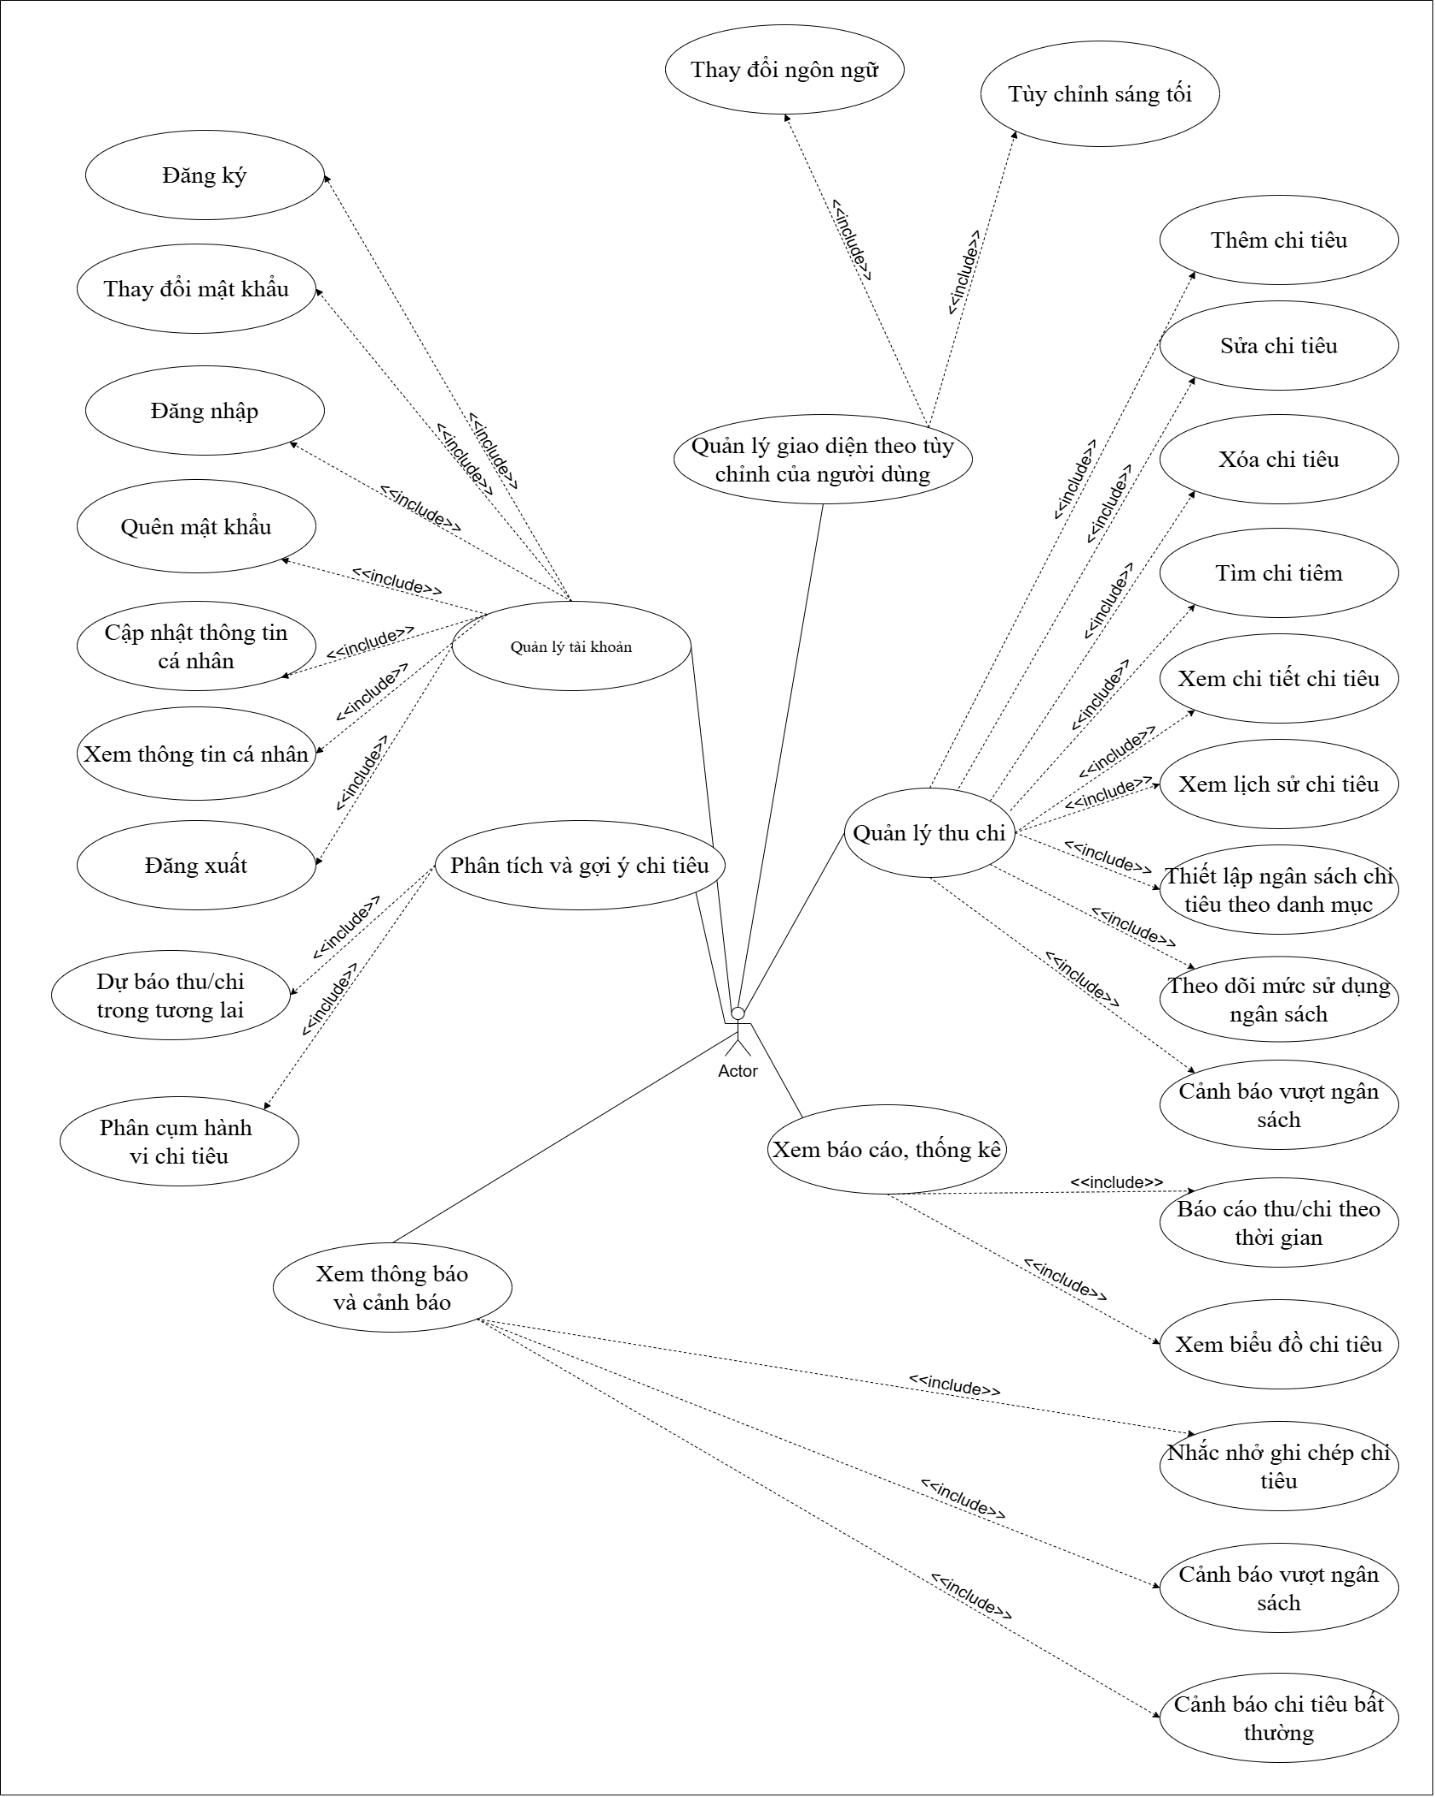 Thay đổi ngôn ngữ
Tùy chỉnh sáng tối
<<include>>
<<include>>
Quản lý giao diện theo tùy
chỉnh của người dùng
Đăng ký
Thay đổi mật khẩu
Đăng nhập
Quên mật khẩu
Cập nhật thông tin
cá nhân
Xem thông tin cá nhân
Đăng xuất
<<include>>
<<include>>
<<include>>
<<include>>
<<include>>
<<include>>
<<include>>
Quản lý tài khoản
Thêm chi tiêu
Sửa chi tiêu
Xóa chi tiêu
Tìm chi tiêm
Xem chi tiết chi tiêu
Xem lịch sử chi tiêu
Thiết lập ngân sách chi
tiêu theo danh mục
Theo dõi mức sử dụng
ngân sách
Cảnh báo vượt ngân
sách
<<include>>
<<include>>
<<include>>
<<include>>
<<include>>
<<include>>
<<include>>
<<include>>
<<include>>
Quản lý thu chi
Phân tích và gợi ý chi tiêu
<<include>>
<<include>>
Dự báo thu/chi
trong tương lai
Phân cụm hành
vi chi tiêu
Actor
Xem báo cáo, thống kê
<<include>>
<<include>>
Báo cáo thu/chi theo
thời gian
Xem biểu đồ chi tiêu
Xem thông báo
và cảnh báo
<<include>>
<<include>>
<<include>>
Nhắc nhở ghi chép chi
tiêu
Cảnh báo vượt ngân
sách
Cảnh báo chi tiêu bất
thường